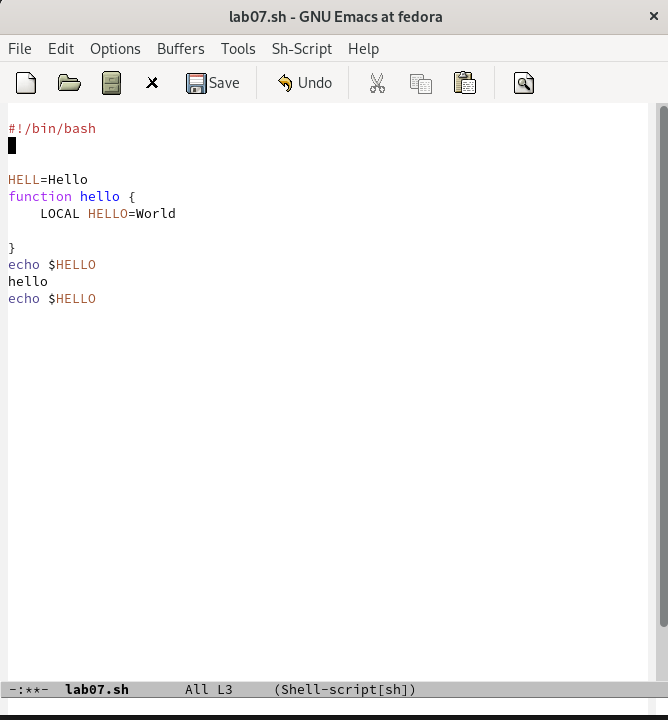 lab07.sh - GNU Emacs at fedora
File Edit Options Buffers Tools Sh-Script Help
Save Undo
#!/bin/bash
HELL=Hello
function hello {
    LOCAL HELLO=World
}
echo $HELLO
hello
echo $HELLO
-:**-  lab07.sh       All L3     (Shell-script[sh])